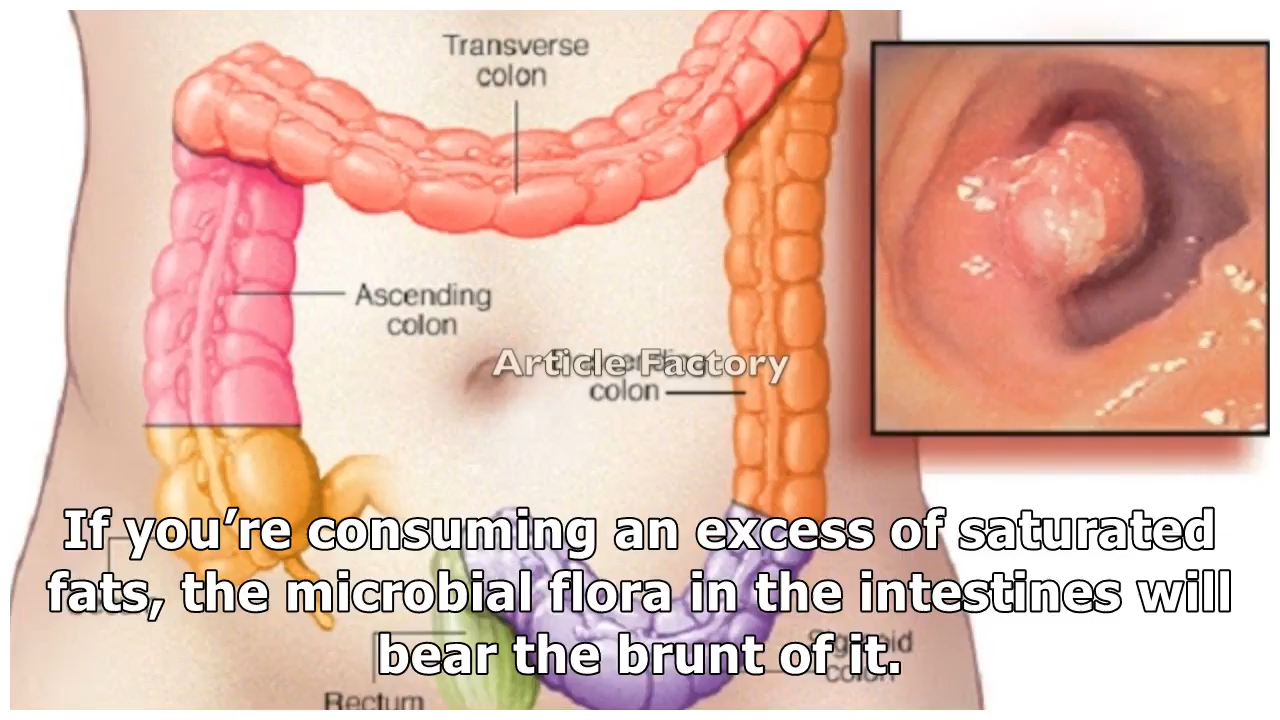 Transverse
colon
Ascending
colon
Article Factory
colon
If you’re consuming an excess of saturated
fats, the microbial flora in the intestines will
bear the brunt of it.
colon
Rectum